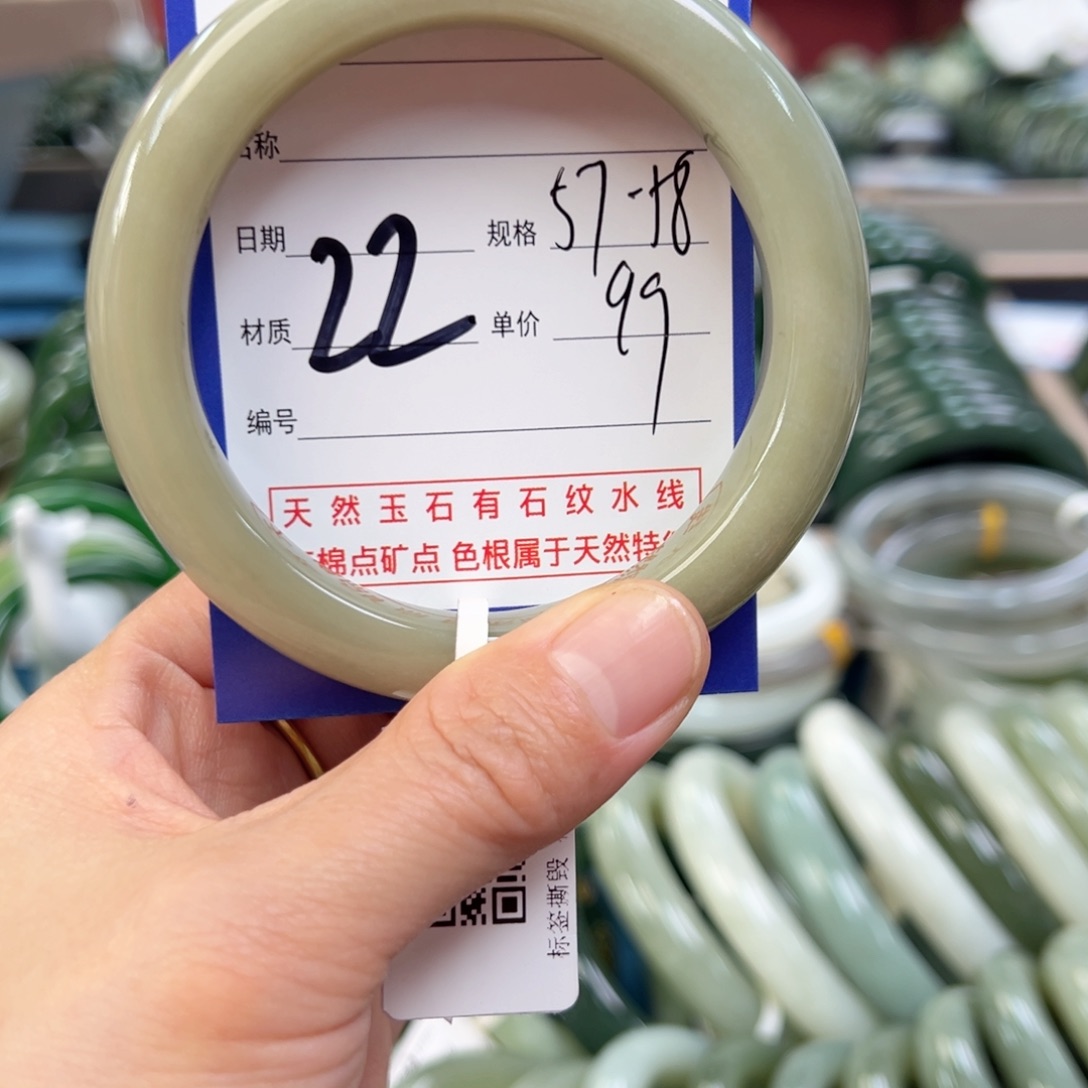 名称
日期 规格 57-58
22 99
材质 单价
编号
天然玉石有石纹水线
棉点矿点 色根属于天然特
标签撕毁